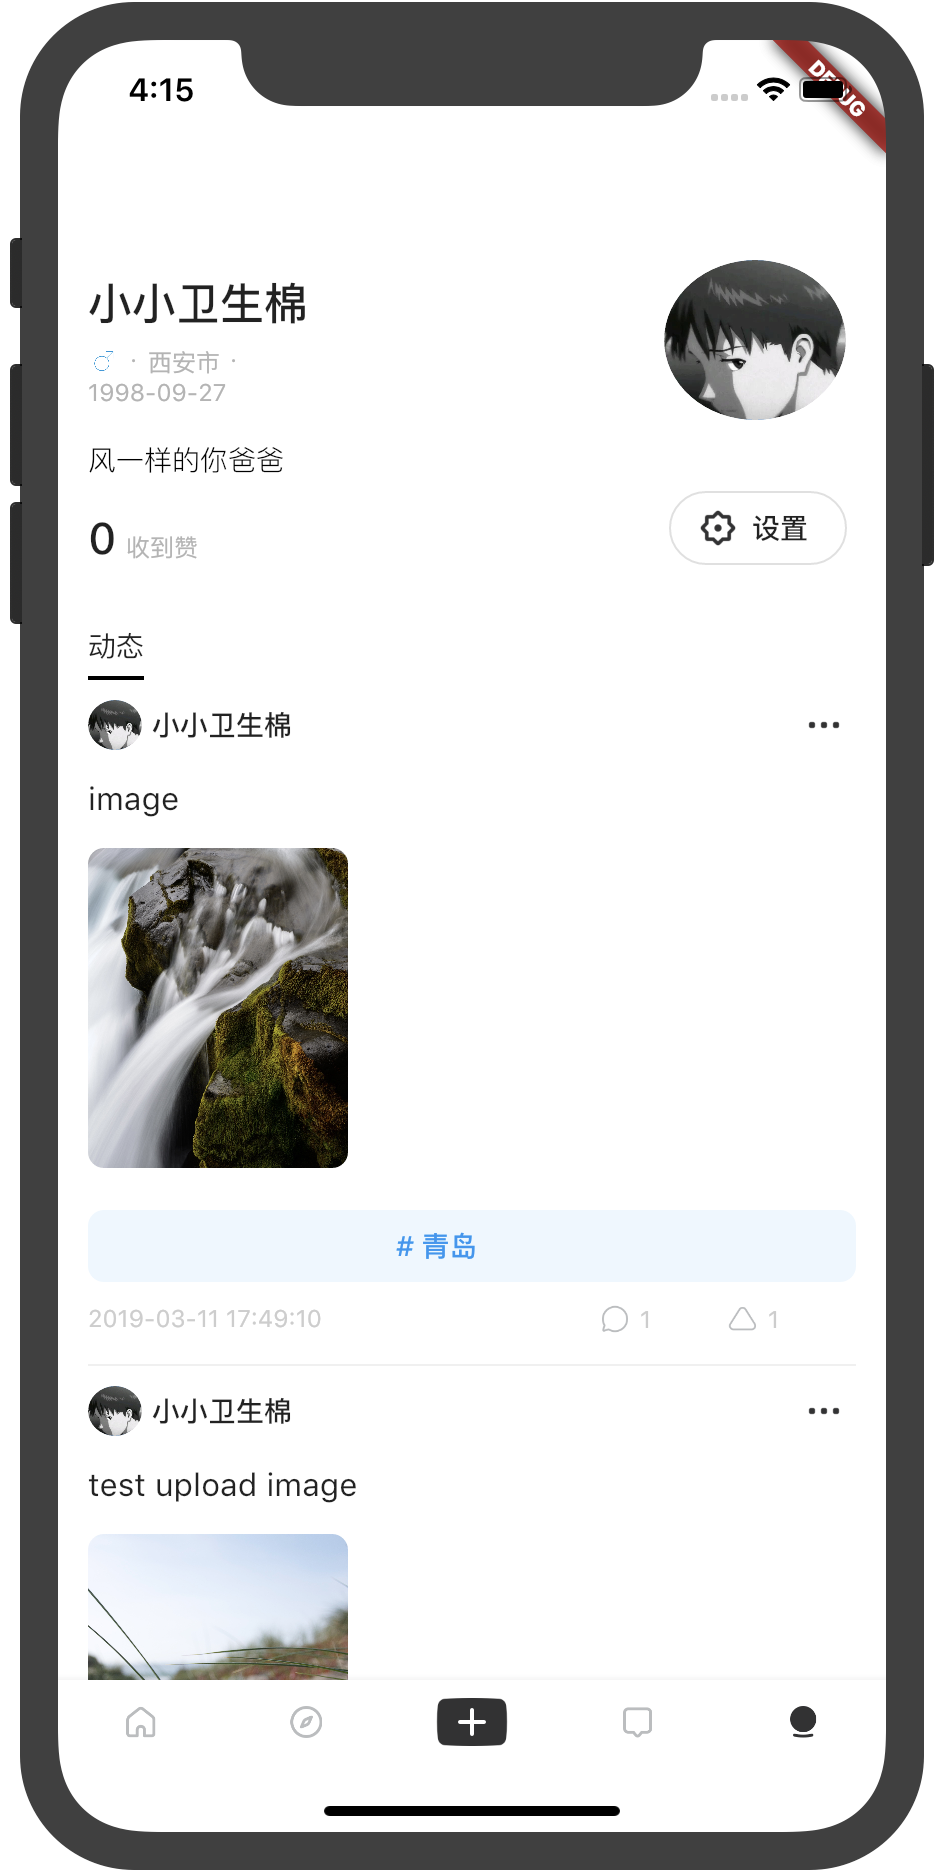 4:15
DEBUG
小小卫生棉
♂ · 西安市 ·
1998-09-27
风一样的你爸爸
0 收到赞
设置
动态
小小卫生棉
image
# 青岛
2019-03-11 17:49:10 1 1
小小卫生棉
test upload image